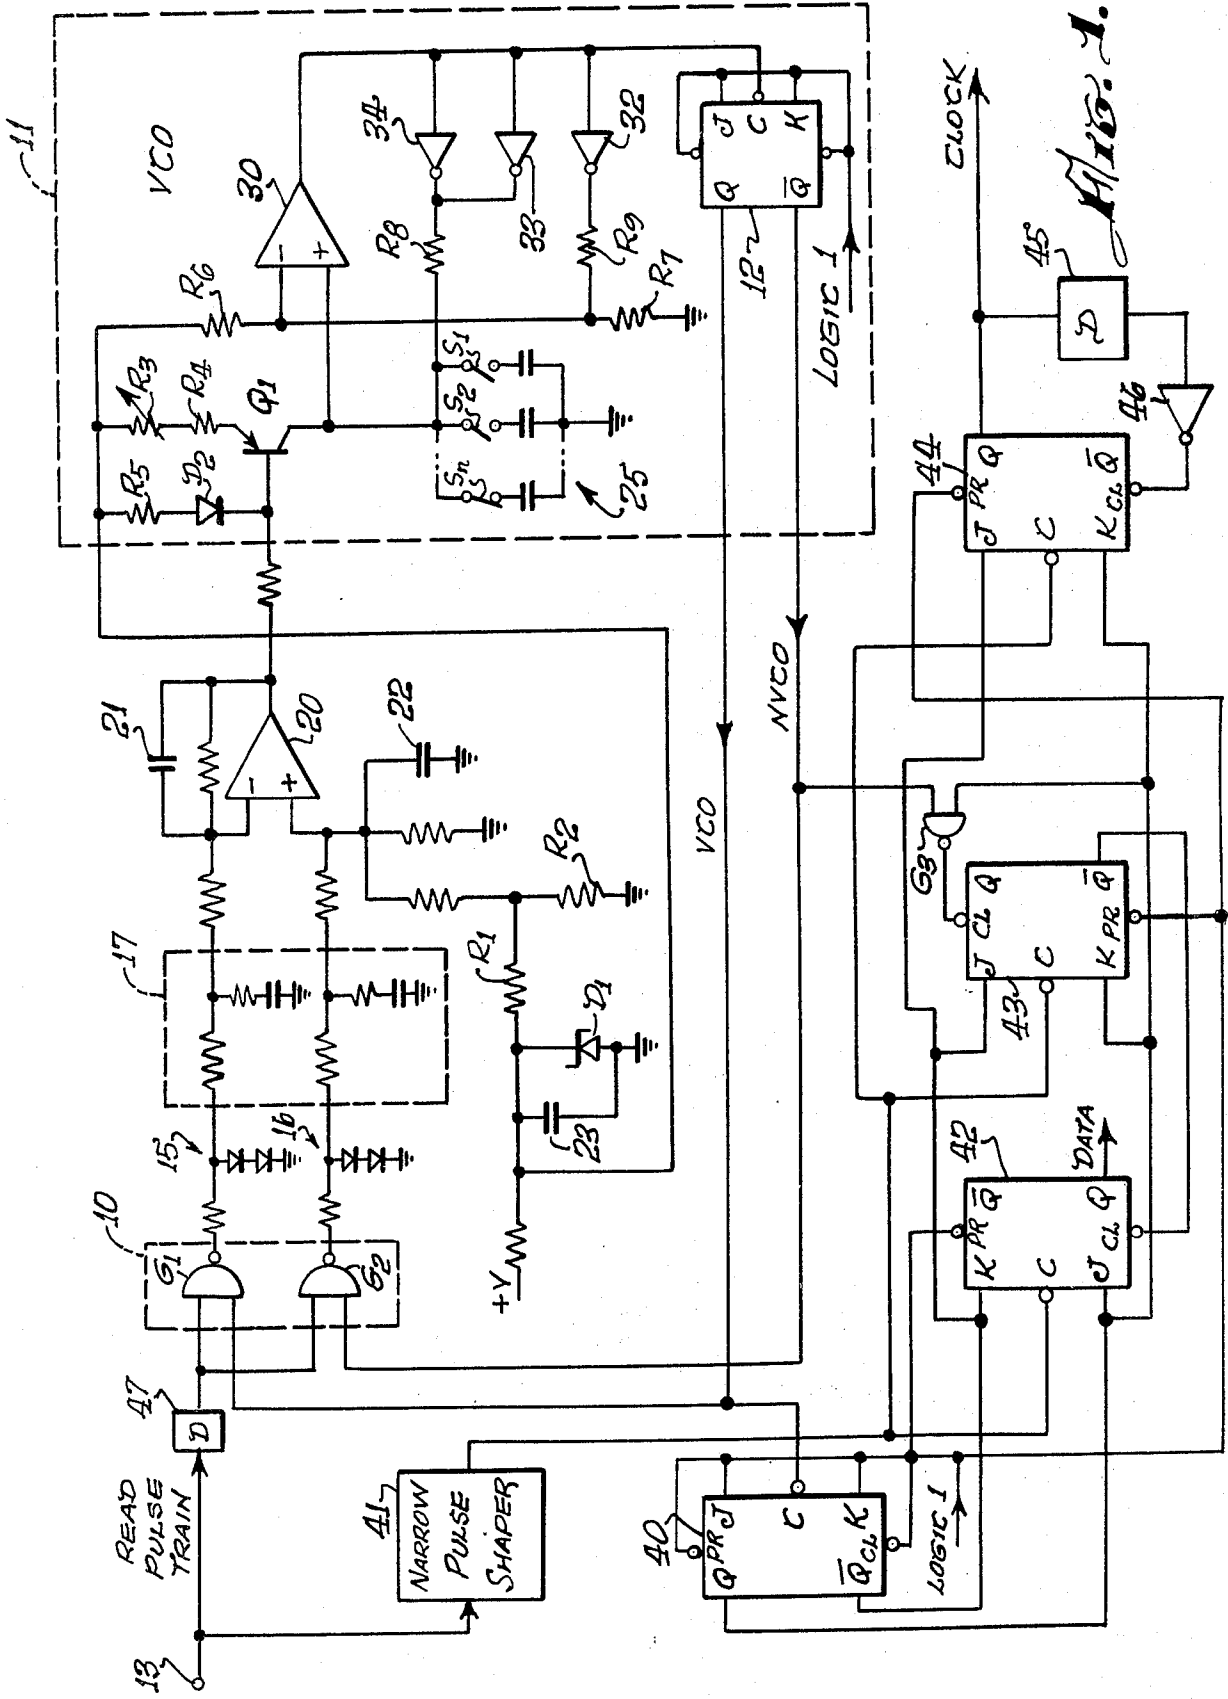 11
VCO
30
R6
R3
R4
Q1
R5
D2
−
+
R8
34
33
32
R9
R7
S1
S2
Sn
25
Q
J
C
K
Q̅
12
LOGIC 1
21
20
−
+
22
R2
R1
D1
23
+V
17
15
16
10
G1
G2
47
D
READ
PULSE
TRAIN
13
41
NARROW
PULSE
SHAPER
VCO
NVCO
40
Q
PR
J
C
K
Q̅
CL
LOGIC 1
42
K
PR
Q̅
C
J
CL
Q
DATA
G3
43
J
CL
Q
C
K
PR
Q̅
44
J
PR
Q
C
K
CL
Q̅
46
45
D
CLOCK
Fig. 1.